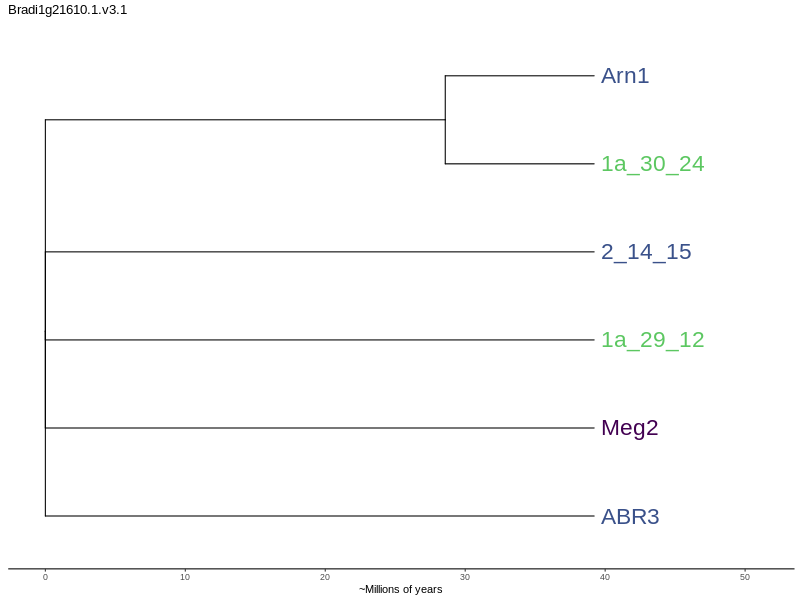 Bradi1g21610.1.v3.1
Arn1
1a_30_24
2_14_15
1a_29_12
Meg2
ABR3
0 10 20 30 40 50
~Millions of years